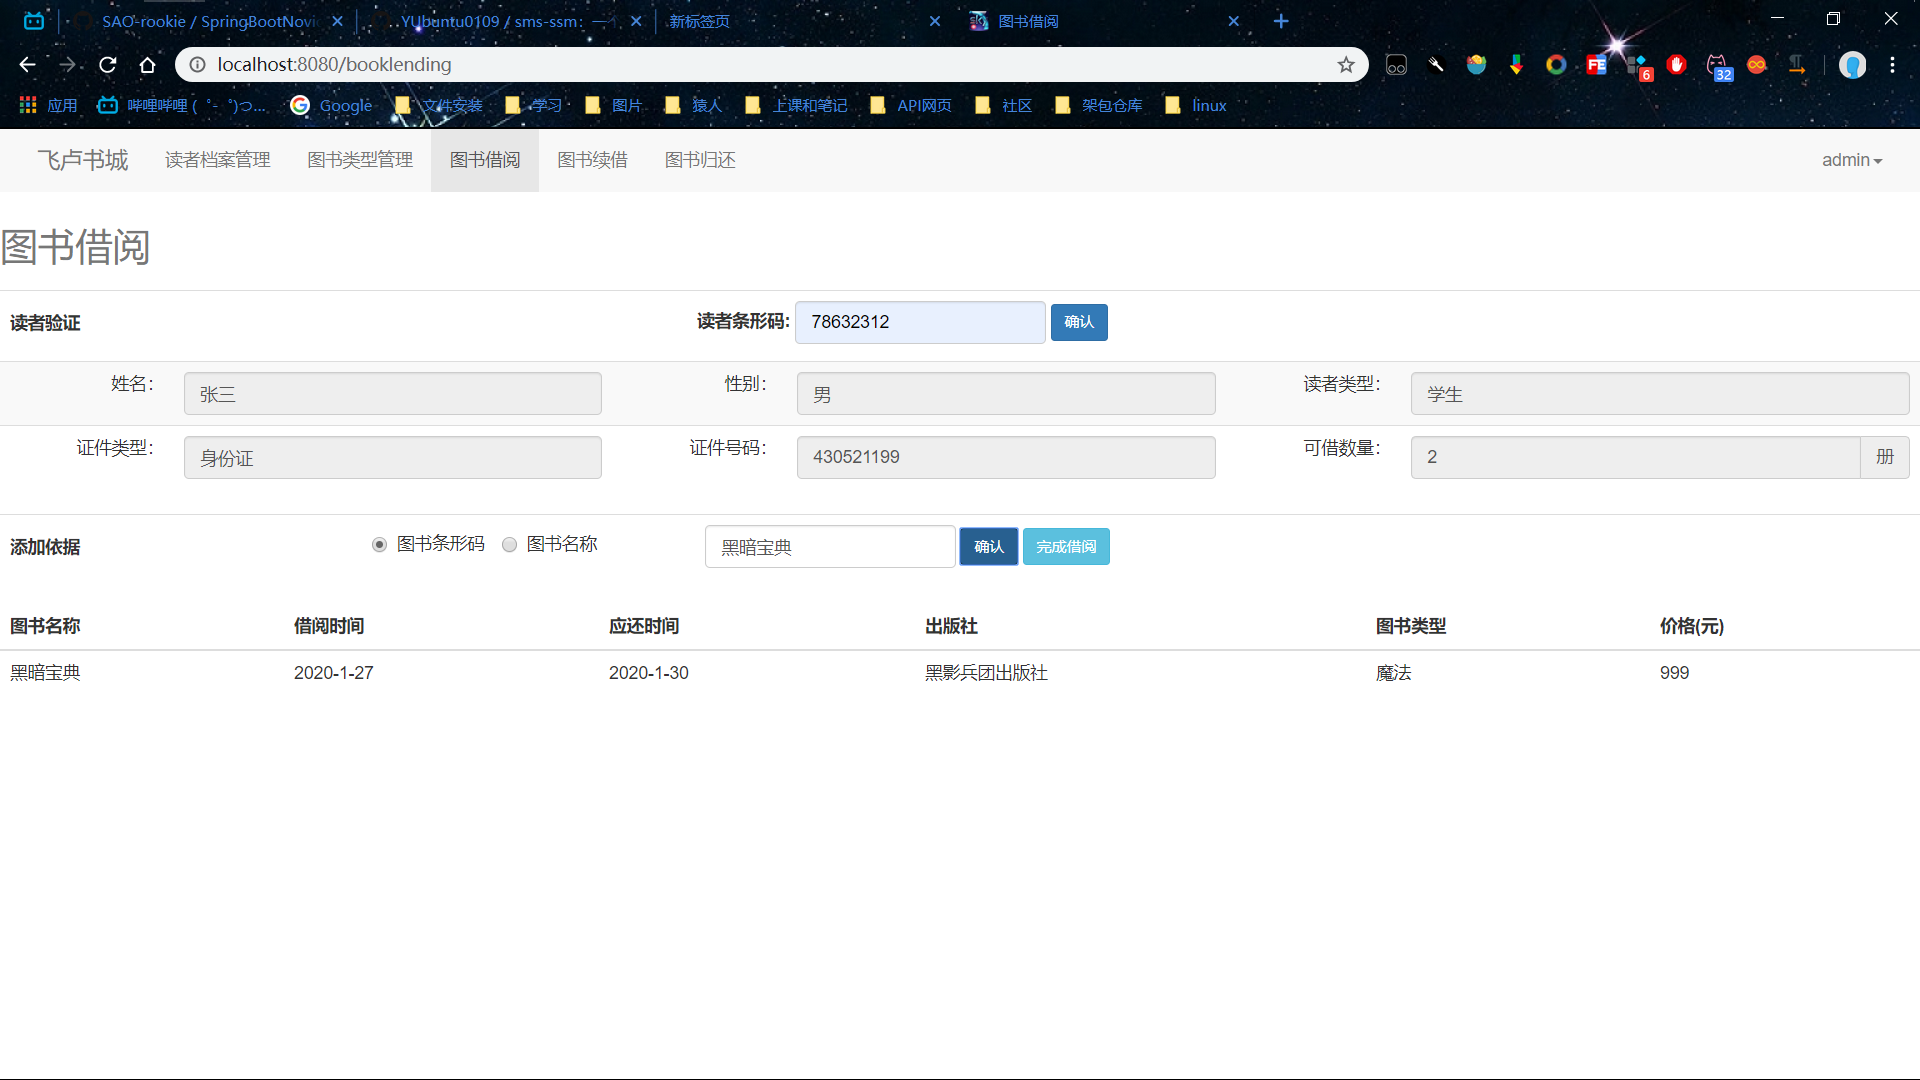 SAO-rookie / SpringBootNovic
YUbuntu0109 / sms-ssm: 一个
新标签页
图书借阅
localhost:8080/booklending
FE
6
32
应用
哔哩哔哩 ( ゜- ゜)つ...
Google
文件安装
学习
图片
猿人
上课和笔记
API网页
社区
架包仓库
linux
飞卢书城 读者档案管理 图书类型管理 图书借阅 图书续借 图书归还 admin
图书借阅
读者验证 读者条形码: 78632312 确认
姓名: 张三 性别: 男 读者类型: 学生
证件类型: 身份证 证件号码: 430521199 可借数量: 2 册
添加依据 图书条形码 图书名称 黑暗宝典 确认 完成借阅
图书名称 借阅时间 应还时间 出版社 图书类型 价格(元)
黑暗宝典 2020-1-27 2020-1-30 黑影兵团出版社 魔法 999